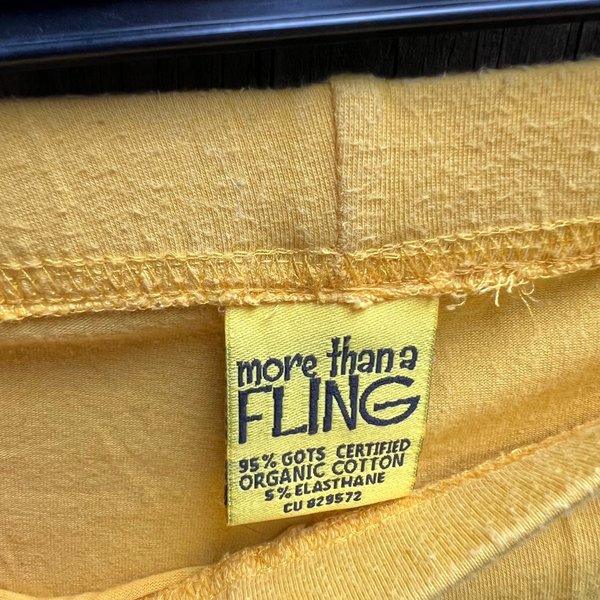 more than a
FLING
95% GOTS CERTIFIED
ORGANIC COTTON
5% ELASTHANE
CU 829572